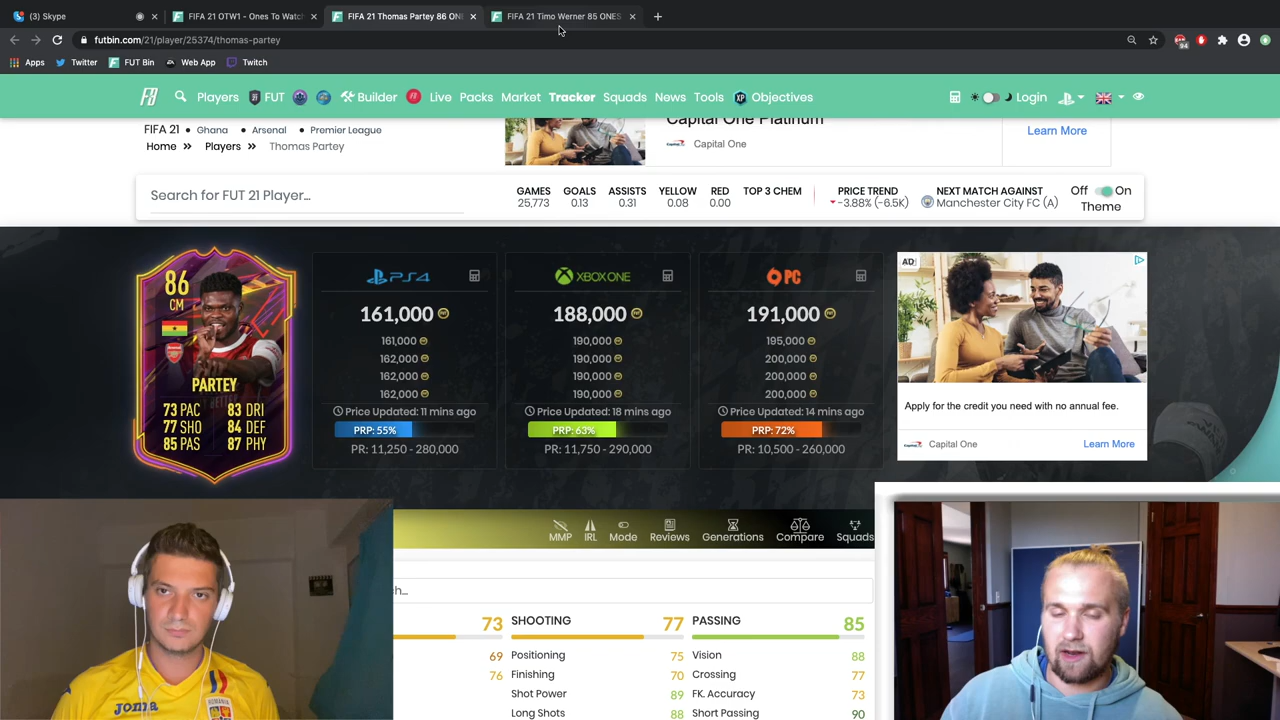 (3) Skype
FIFA 21 OTW1 - Ones To Watch
FIFA 21 Thomas Partey 86 ONE
FIFA 21 Timo Werner 85 ONES
futbin.com/21/player/25374/thomas-partey
94
Apps Twitter FUT Bin Web App Twitch
Players FUT Builder Live Packs Market Tracker Squads News Tools XP Objectives Login
FIFA 21 • Ghana • Arsenal • Premier League
Home » Players » Thomas Partey
Capital One Platinum
Capital One
Learn More
Search for FUT 21 Player...
GAMES GOALS ASSISTS YELLOW RED TOP 3 CHEM PRICE TREND NEXT MATCH AGAINST Off On
25,773 0.13 0.31 0.08 0.00 -3.88% (-6.5K) Manchester City FC (A) Theme
86
CM
PARTEY
73 PAC 83 DRI
77 SHO 84 DEF
85 PAS 87 PHY
PS4
161,000
161,000
162,000
162,000
162,000
Price Updated: 11 mins ago
PRP: 55%
PR: 11,250 - 280,000
XBOX ONE
188,000
190,000
190,000
190,000
190,000
Price Updated: 18 mins ago
PRP: 63%
PR: 11,750 - 290,000
PC
191,000
195,000
200,000
200,000
200,000
Price Updated: 14 mins ago
PRP: 72%
PR: 10,500 - 260,000
AD
Apply for the credit you need with no annual fee.
Capital One Learn More
MMP IRL Mode Reviews Generations Compare Squads
ch...
73 SHOOTING 77 PASSING 85
69 Positioning 75 Vision 88
76 Finishing 70 Crossing 77
Shot Power 89 FK. Accuracy 73
Long Shots 88 Short Passing 90
joma
ROMANIA